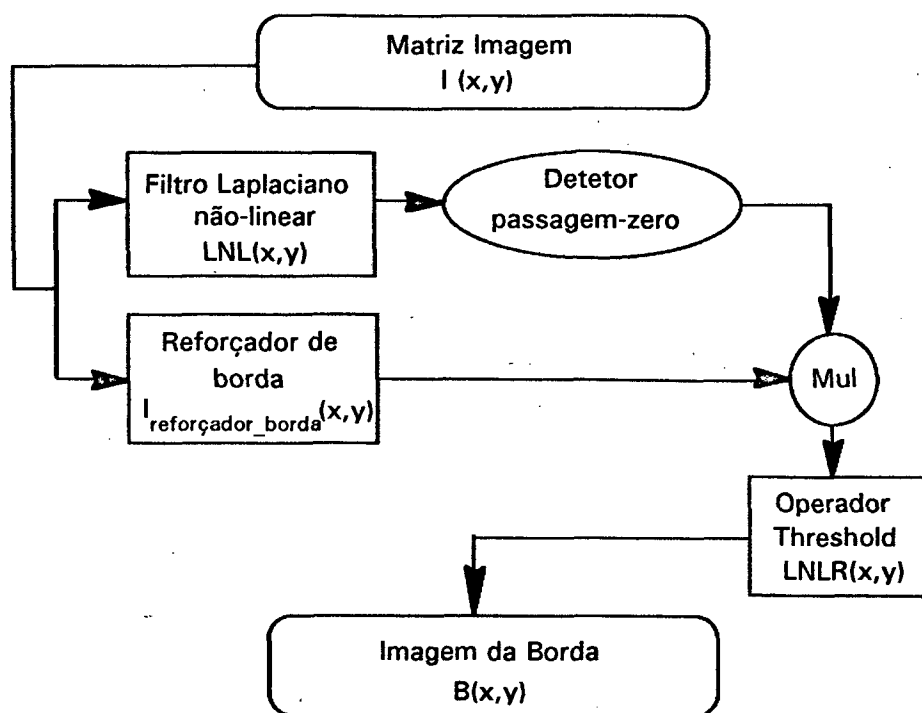 Matriz Imagem
I (x,y)
Filtro Laplaciano
não-linear
LNL(x,y)
Detetor
passagem-zero
Reforçador de
borda
I reforçador_borda(x,y)
Mul
Operador
Threshold
LNLR(x,y)
Imagem da Borda
B(x,y)